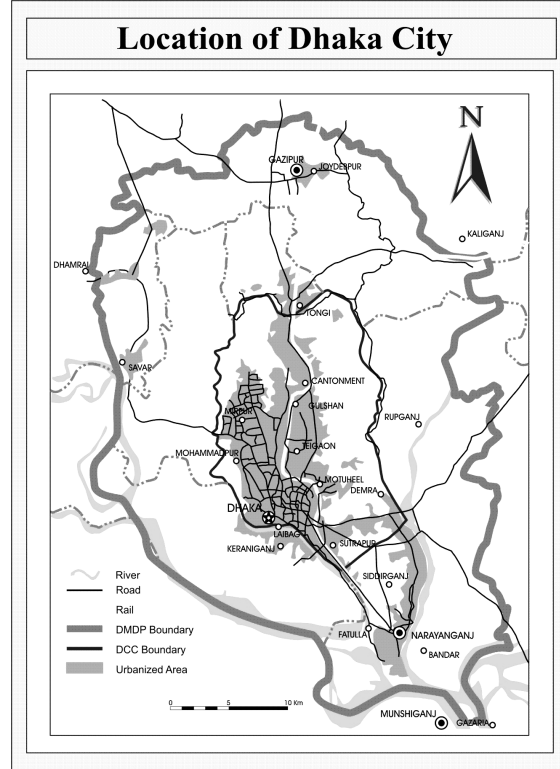 Location of Dhaka City
N
GAZIPUR
JOYDEBPUR
KALIGANJ
DHAMRAI
TONGI
SAVAR
CANTONMENT
GULSHAN
MIRPUR
RUPGANJ
TEIGAON
MOHAMMADPUR
MOTIJHEEL
DEMRA
DHAKA
LAIBAG
SUTRAPUR
KERANIGANJ
SIDDIRGANJ
River
Road
Rail
DMDP Boundary
DCC Boundary
Urbanized Area
FATULLA
NARAYANGANJ
BANDAR
0 5 10 Km
MUNSHIGANJ
GAZARIA